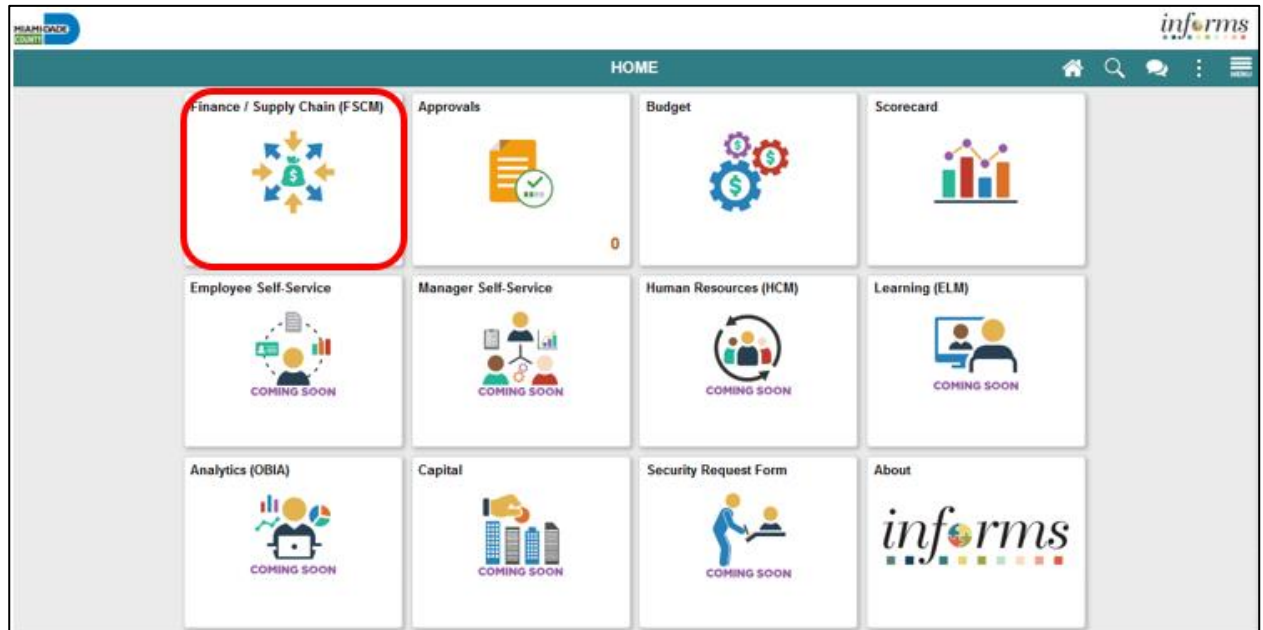 MIAMI-DADE
COUNTY
informs
HOME
MENU
Finance / Supply Chain (FSCM)
Approvals
Budget
Scorecard
$
$
$
$
0
Employee Self-Service
Manager Self-Service
Human Resources (HCM)
Learning (ELM)
COMING SOON
COMING SOON
COMING SOON
COMING SOON
Analytics (OBIA)
Capital
Security Request Form
About
informs
COMING SOON
COMING SOON
COMING SOON